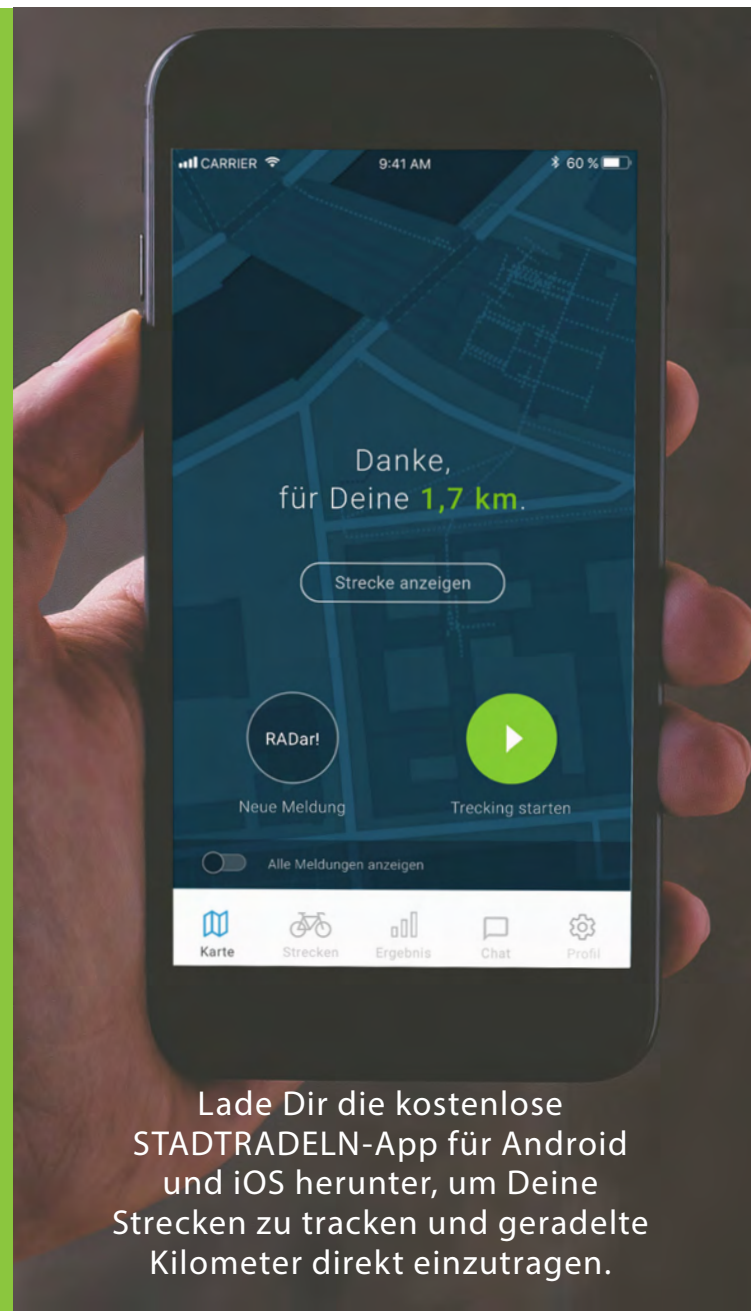 CARRIER 9:41 AM 60 %
Danke,
für Deine 1,7 km.
Strecke anzeigen
RADar!
Neue Meldung Trecking starten
Alle Meldungen anzeigen
Karte Strecken Ergebnis Chat Profil
Lade Dir die kostenlose
STADTRADELN-App für Android
und iOS herunter, um Deine
Strecken zu tracken und geradelte
Kilometer direkt einzutragen.